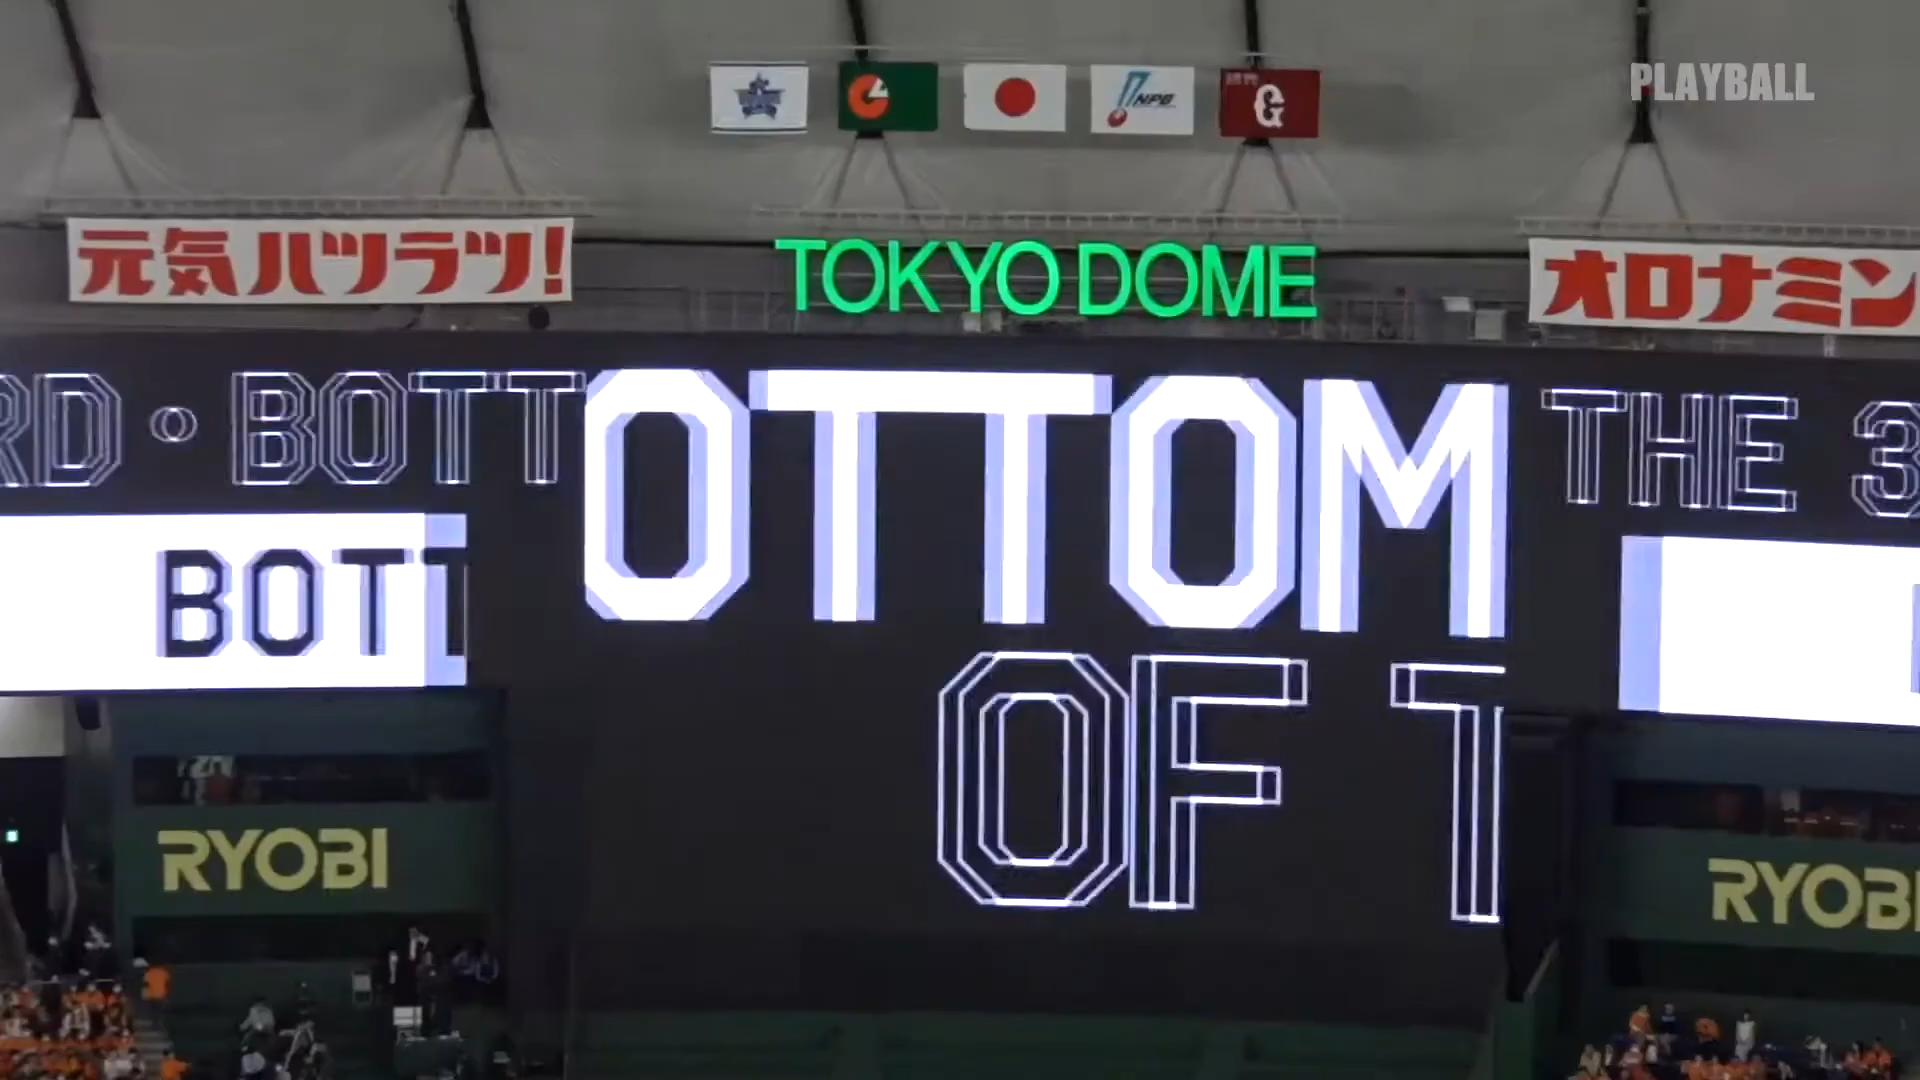 PLAYBALL
NPB
G
元気ハツラツ!
TOKYO DOME
オロナミン
RD・BOTT
OTTOM
THE 3
BOTT
OF T
RYOBI
RYOBI